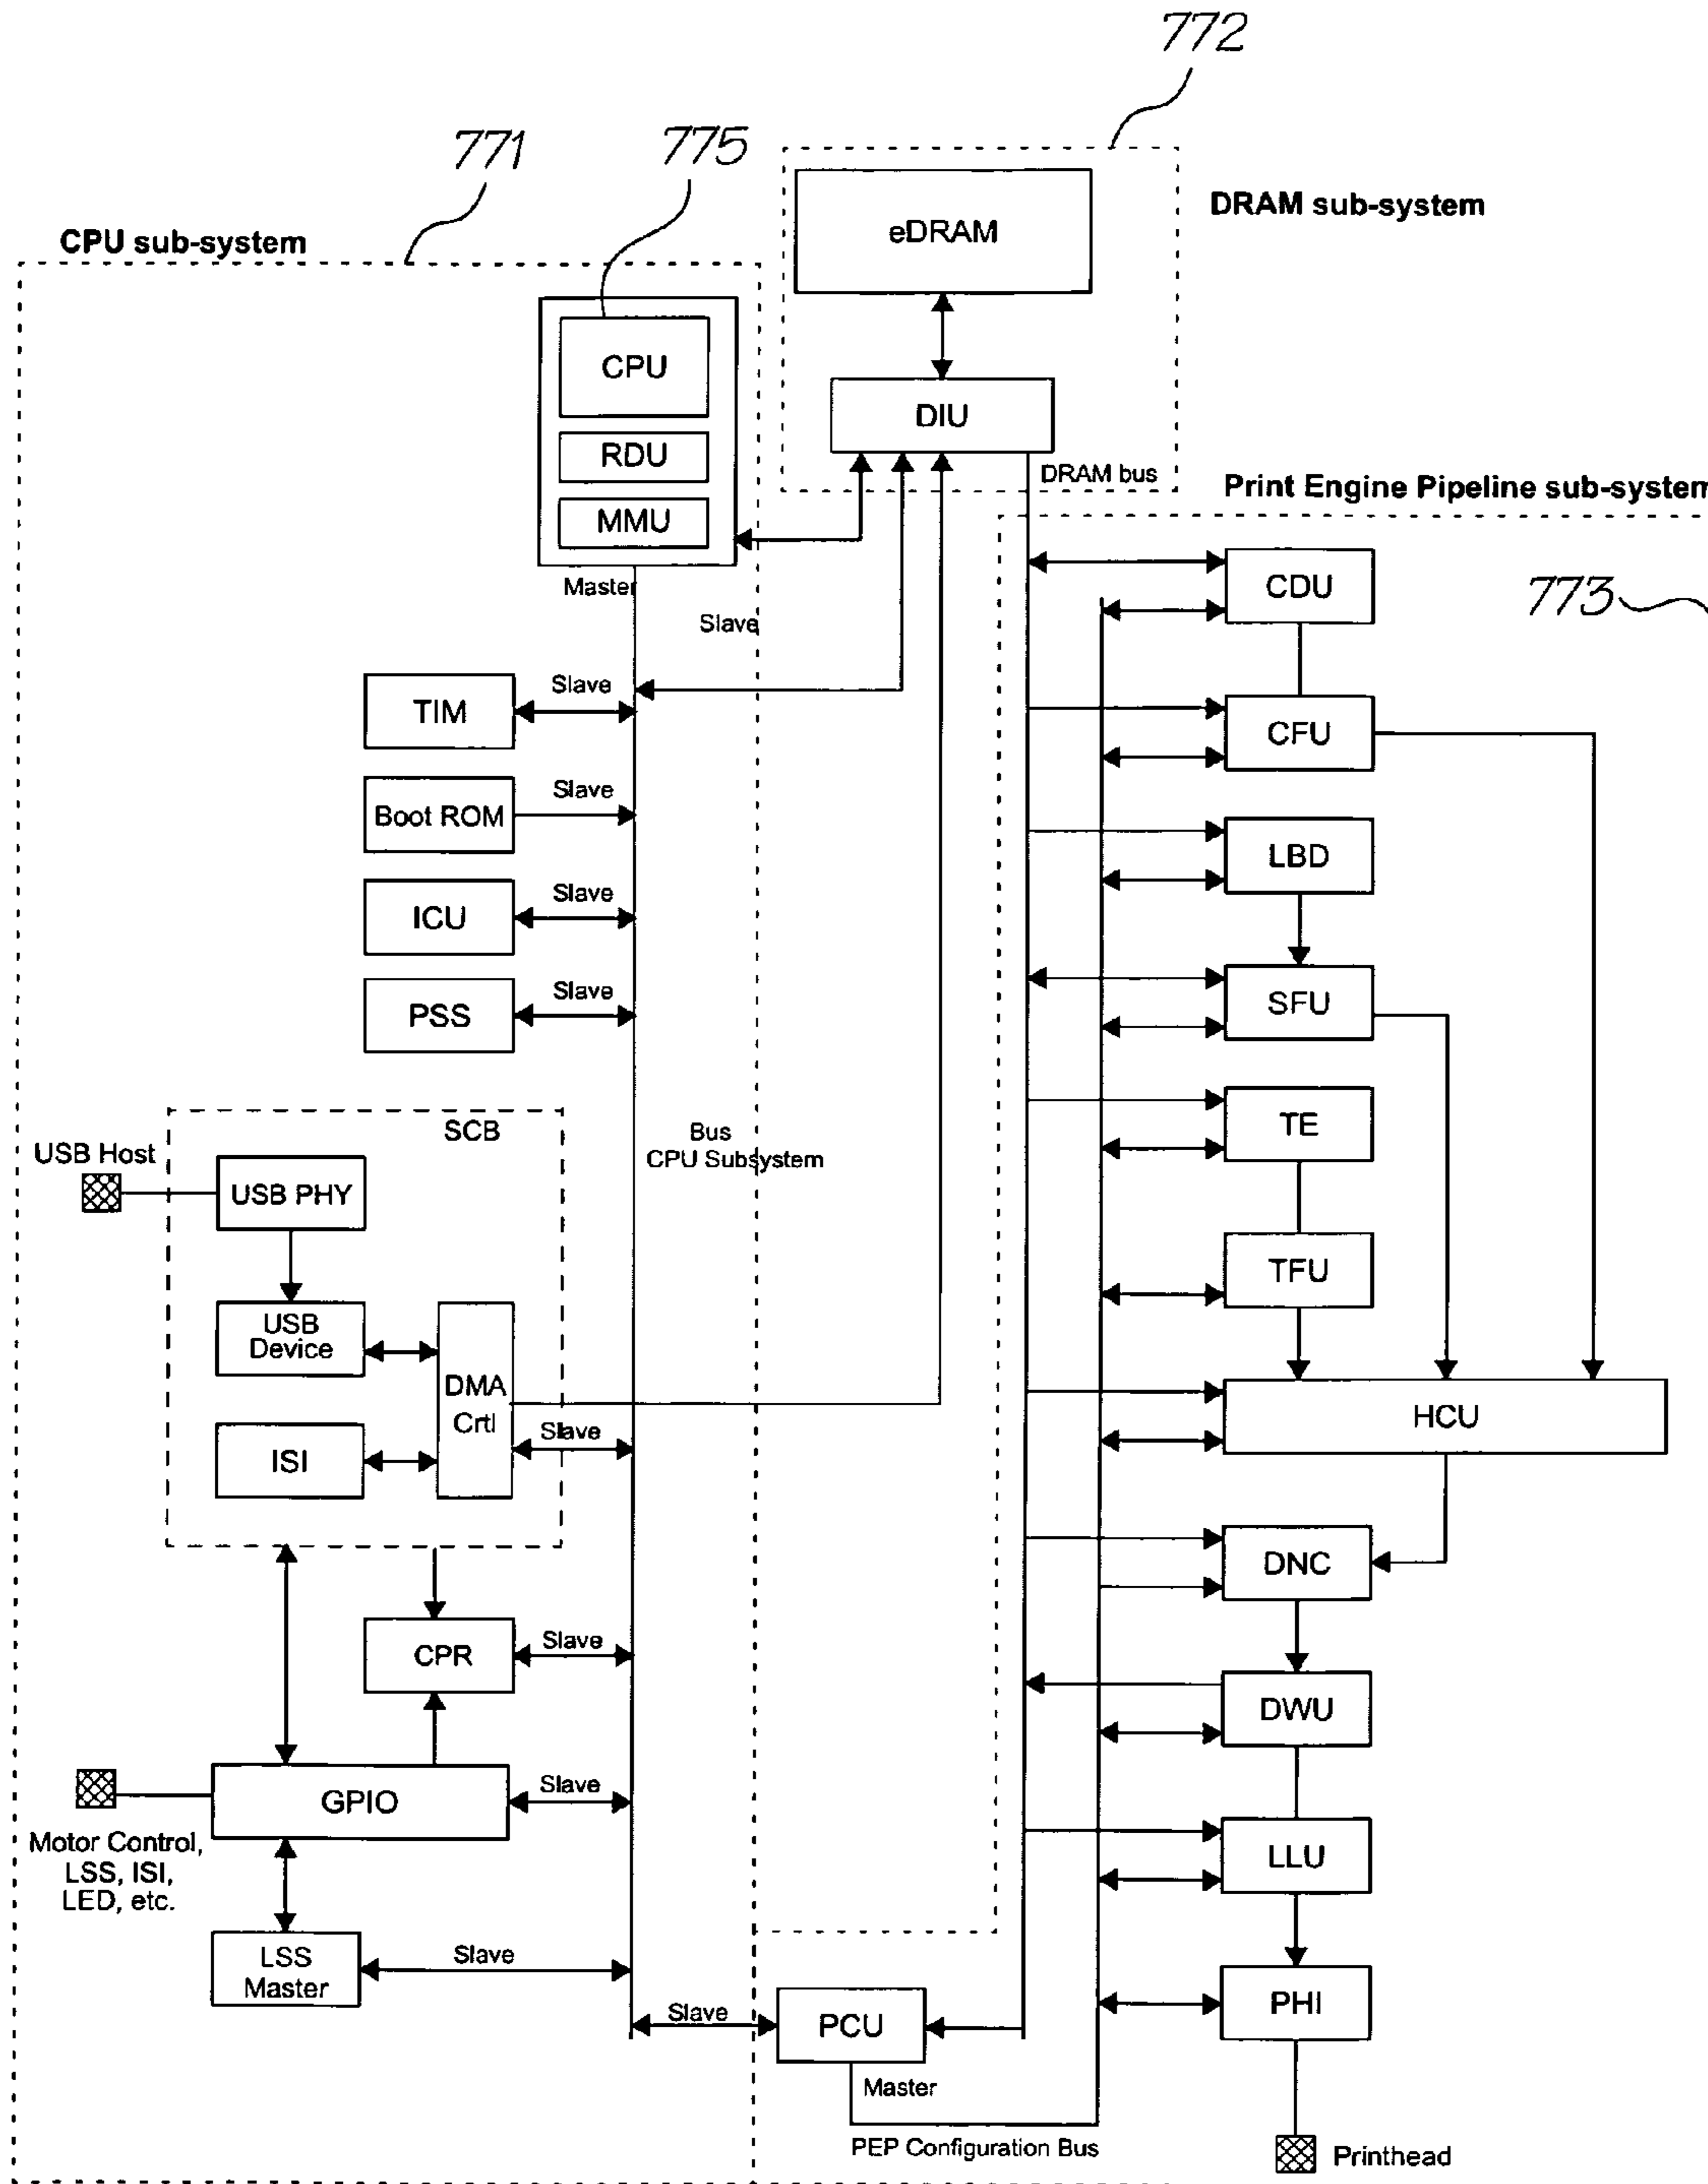 772
771
775
DRAM sub-system
CPU sub-system
eDRAM
CPU
DIU
RDU
DRAM bus
Print Engine Pipeline sub-system
MMU
Master
Slave
CDU
773
TIM
Slave
CFU
Boot ROM
Slave
LBD
ICU
Slave
PSS
Slave
SFU
SCB
TE
USB Host
Bus
CPU Subsystem
USB PHY
TFU
USB
Device
DMA
Crtl
Slave
HCU
ISI
DNC
CPR
Slave
DWU
GPIO
Slave
Motor Control,
LSS, ISI,
LED, etc.
LLU
LSS
Master
Slave
PHI
Slave
PCU
Master
PEP Configuration Bus
Printhead